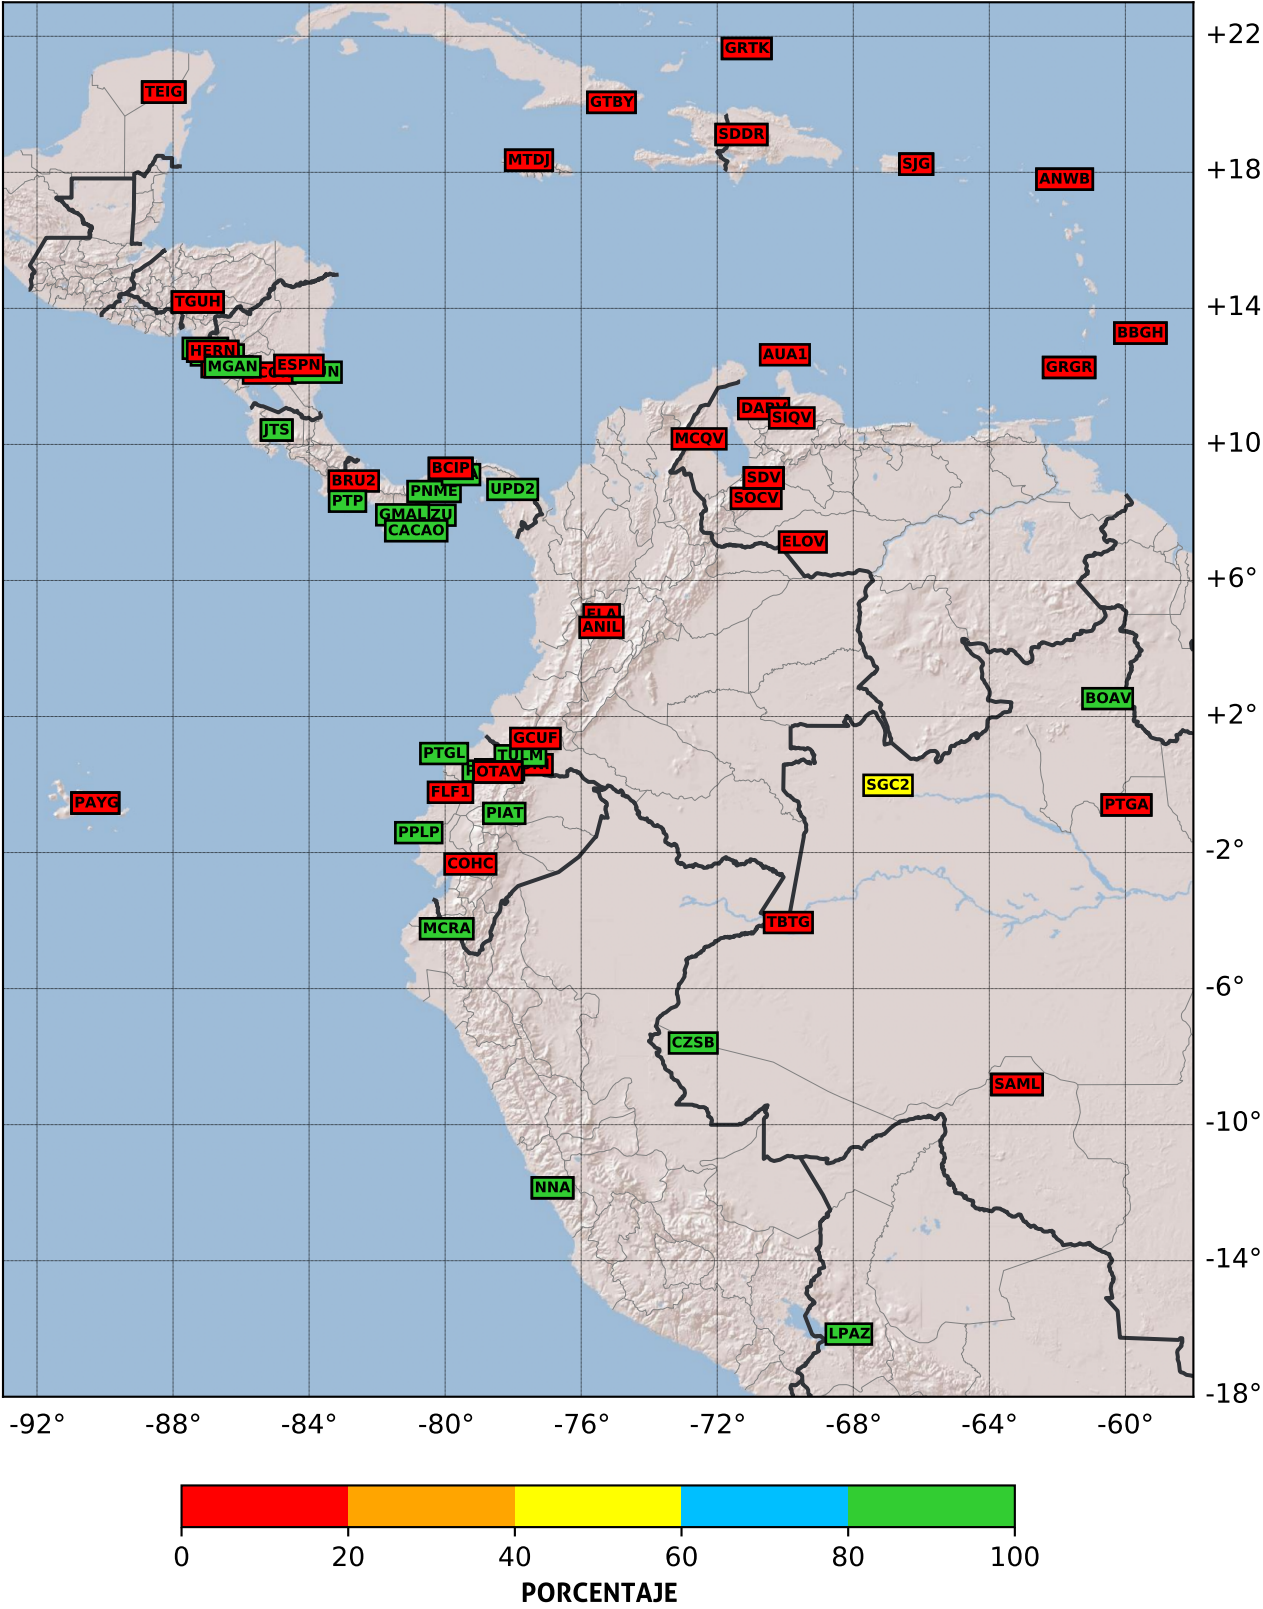 GRTK
+22
TEIG
GTBY
SDDR
MTDJ
SJG
+18
ANWB
TGUH
+14
BBGH
HERN
AUA1
MGAN
ESPN
GRGR
SIQV
JTS
MCQV
+10
BCIP
BRU2
SDV
PNME
UPD2
PTP
SOCV
GMAL
CACAO
ELOV
+6°
ANIL
BOAV
+2°
GCUF
PTGL
TULM
OTAV
SGC2
FLF1
PAYG
PTGA
PIAT
PPLP
-2°
COHC
TBTG
MCRA
-6°
CZSB
SAML
-10°
NNA
-14°
LPAZ
-18°
-92° -88° -84° -80° -76° -72° -68° -64° -60°
0 20 40 60 80 100
PORCENTAJE